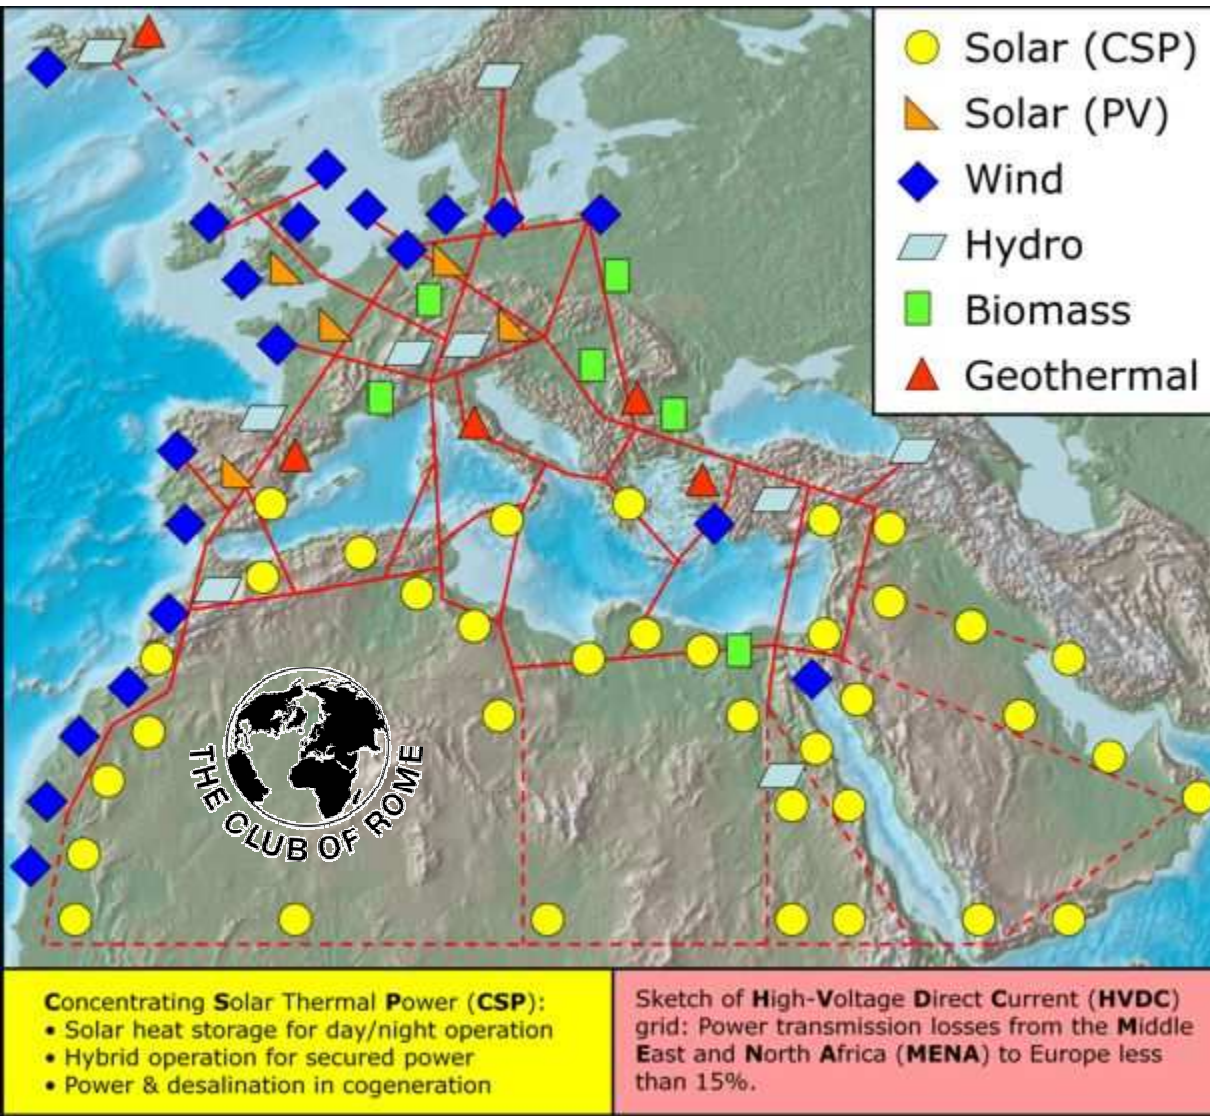 Solar (CSP)
Solar (PV)
Wind
Hydro
Biomass
Geothermal
THE CLUB OF ROME
Concentrating Solar Thermal Power (CSP):
• Solar heat storage for day/night operation
• Hybrid operation for secured power
• Power & desalination in cogeneration
Sketch of High-Voltage Direct Current (HVDC)
grid: Power transmission losses from the Middle
East and North Africa (MENA) to Europe less
than 15%.